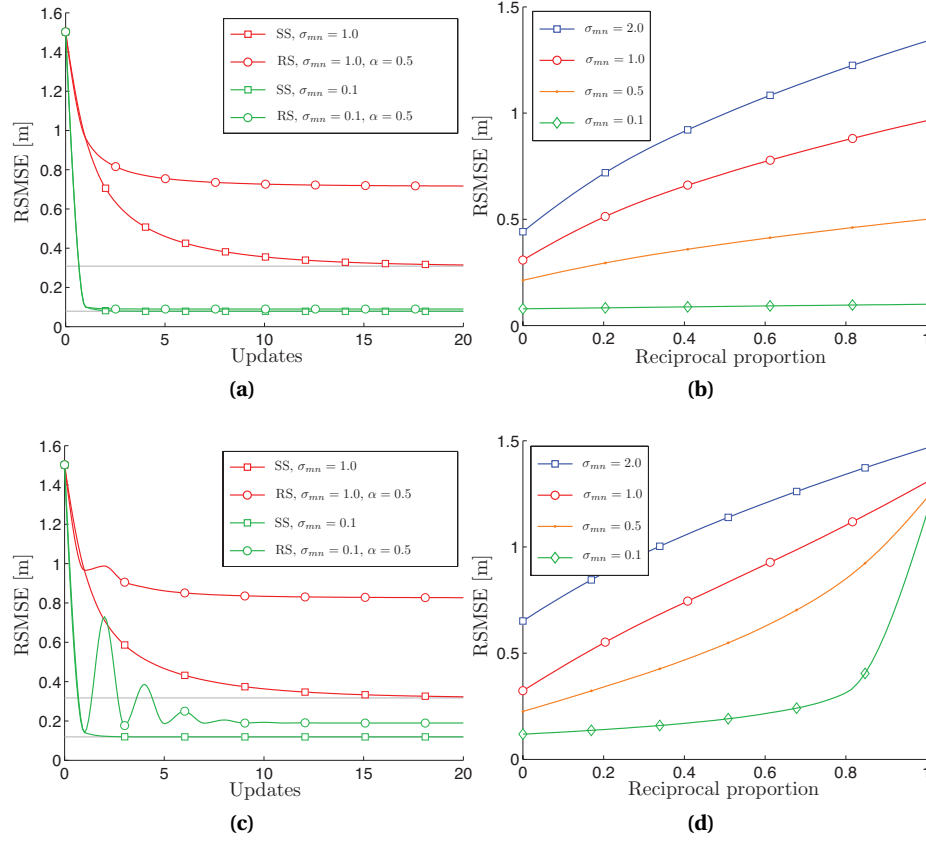 1.6
1.4
1.2
1
0.8
0.6
0.4
0.2
0
RSMSE [m]
SS, σmn = 1.0
RS, σmn = 1.0, α = 0.5
SS, σmn = 0.1
RS, σmn = 0.1, α = 0.5
0 5 10 15 20
Updates
(a)
1.5
1
0.5
0
RSMSE [m]
σmn = 2.0
σmn = 1.0
σmn = 0.5
σmn = 0.1
0 0.2 0.4 0.6 0.8 1
Reciprocal proportion
(b)
1.6
1.4
1.2
1
0.8
0.6
0.4
0.2
0
RSMSE [m]
SS, σmn = 1.0
RS, σmn = 1.0, α = 0.5
SS, σmn = 0.1
RS, σmn = 0.1, α = 0.5
0 5 10 15 20
Updates
(c)
1.5
1
0.5
0
RSMSE [m]
σmn = 2.0
σmn = 1.0
σmn = 0.5
σmn = 0.1
0 0.2 0.4 0.6 0.8 1
Reciprocal proportion
(d)